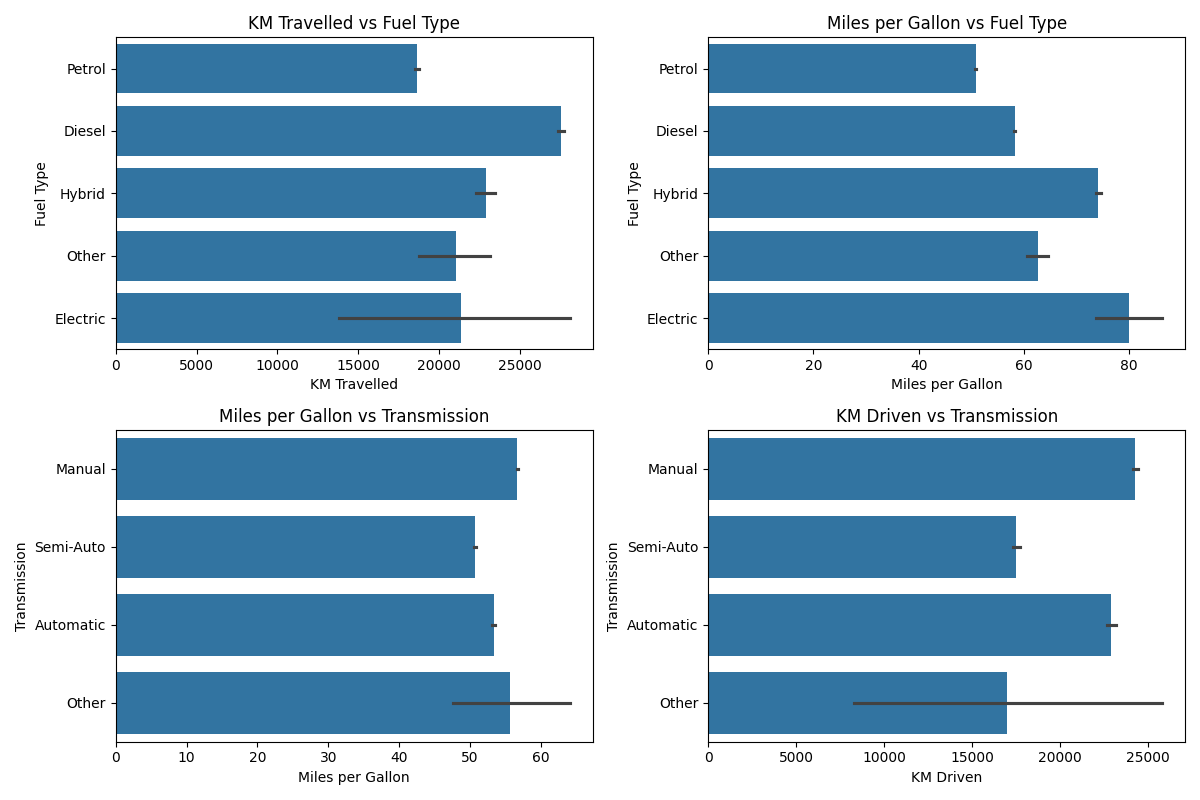 KM Travelled vs Fuel Type
Fuel Type
Petrol
Diesel
Hybrid
Other
Electric
0 5000 10000 15000 20000 25000
KM Travelled
Miles per Gallon vs Fuel Type
Fuel Type
Petrol
Diesel
Hybrid
Other
Electric
0 20 40 60 80
Miles per Gallon
Miles per Gallon vs Transmission
Transmission
Manual
Semi-Auto
Automatic
Other
0 10 20 30 40 50 60
Miles per Gallon
KM Driven vs Transmission
Transmission
Manual
Semi-Auto
Automatic
Other
0 5000 10000 15000 20000 25000
KM Driven